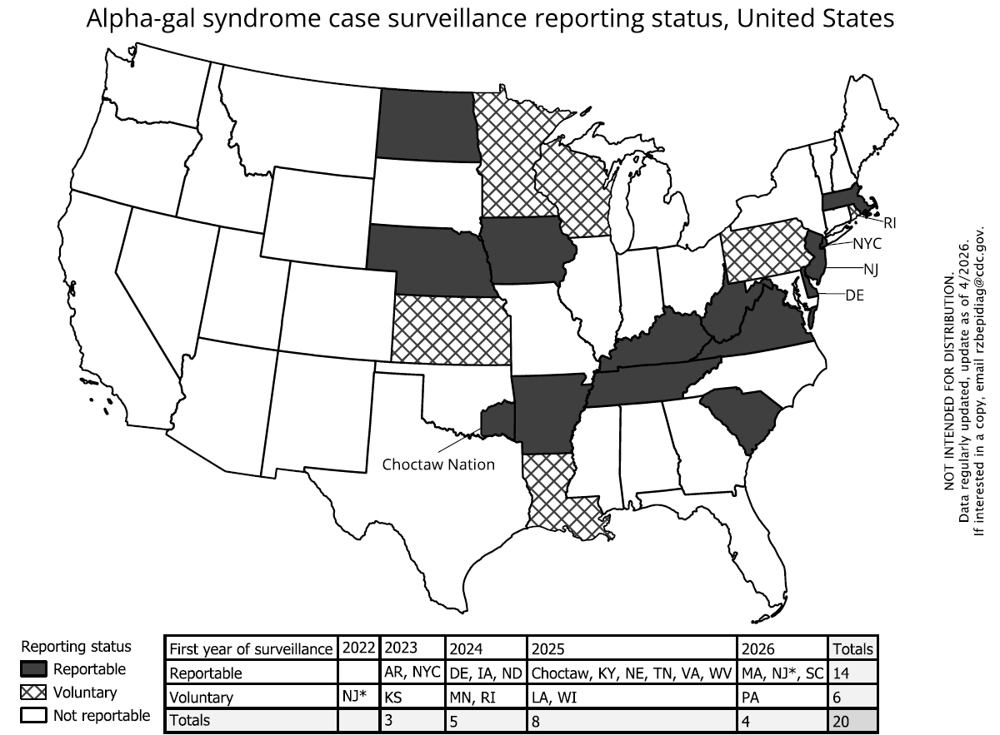 Alpha-gal syndrome case surveillance reporting status, United States
RI
NYC
NJ
DE
Choctaw Nation
NOT INTENDED FOR DISTRIBUTION.
Data regularly updated, update as of 4/2026.
If interested in a copy, email rzbepidiag@cdc.gov.
Reporting status
Reportable
Voluntary
Not reportable
First year of surveillance 2022 2023 2024 2025 2026 Totals
Reportable AR, NYC DE, IA, ND Choctaw, KY, NE, TN, VA, WV MA, NJ*, SC 14
Voluntary NJ* KS MN, RI LA, WI PA 6
Totals 3 5 8 4 20